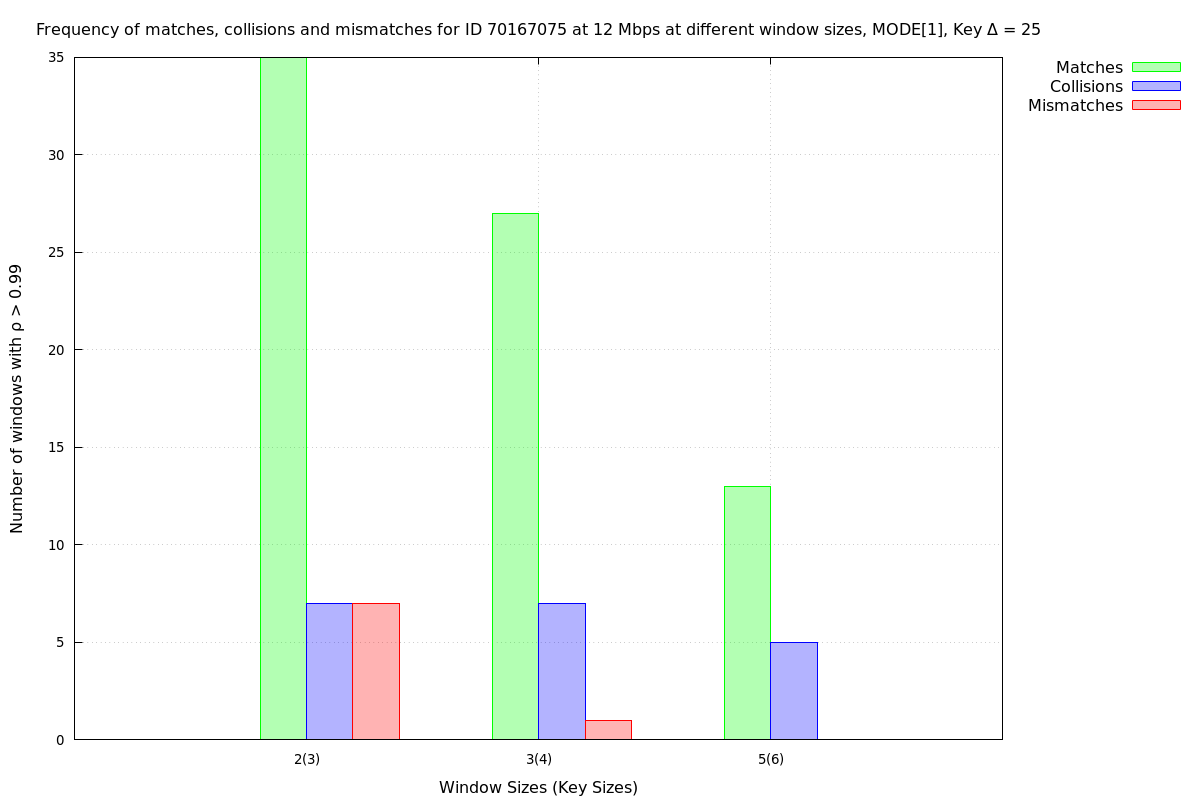 Frequency of matches, collisions and mismatches for ID 70167075 at 12 Mbps at different window sizes, MODE[1], Key Δ = 25
Matches
Collisions
Mismatches
Number of windows with ρ > 0.99
35
30
25
20
15
10
5
0
2(3) 3(4) 5(6)
Window Sizes (Key Sizes)